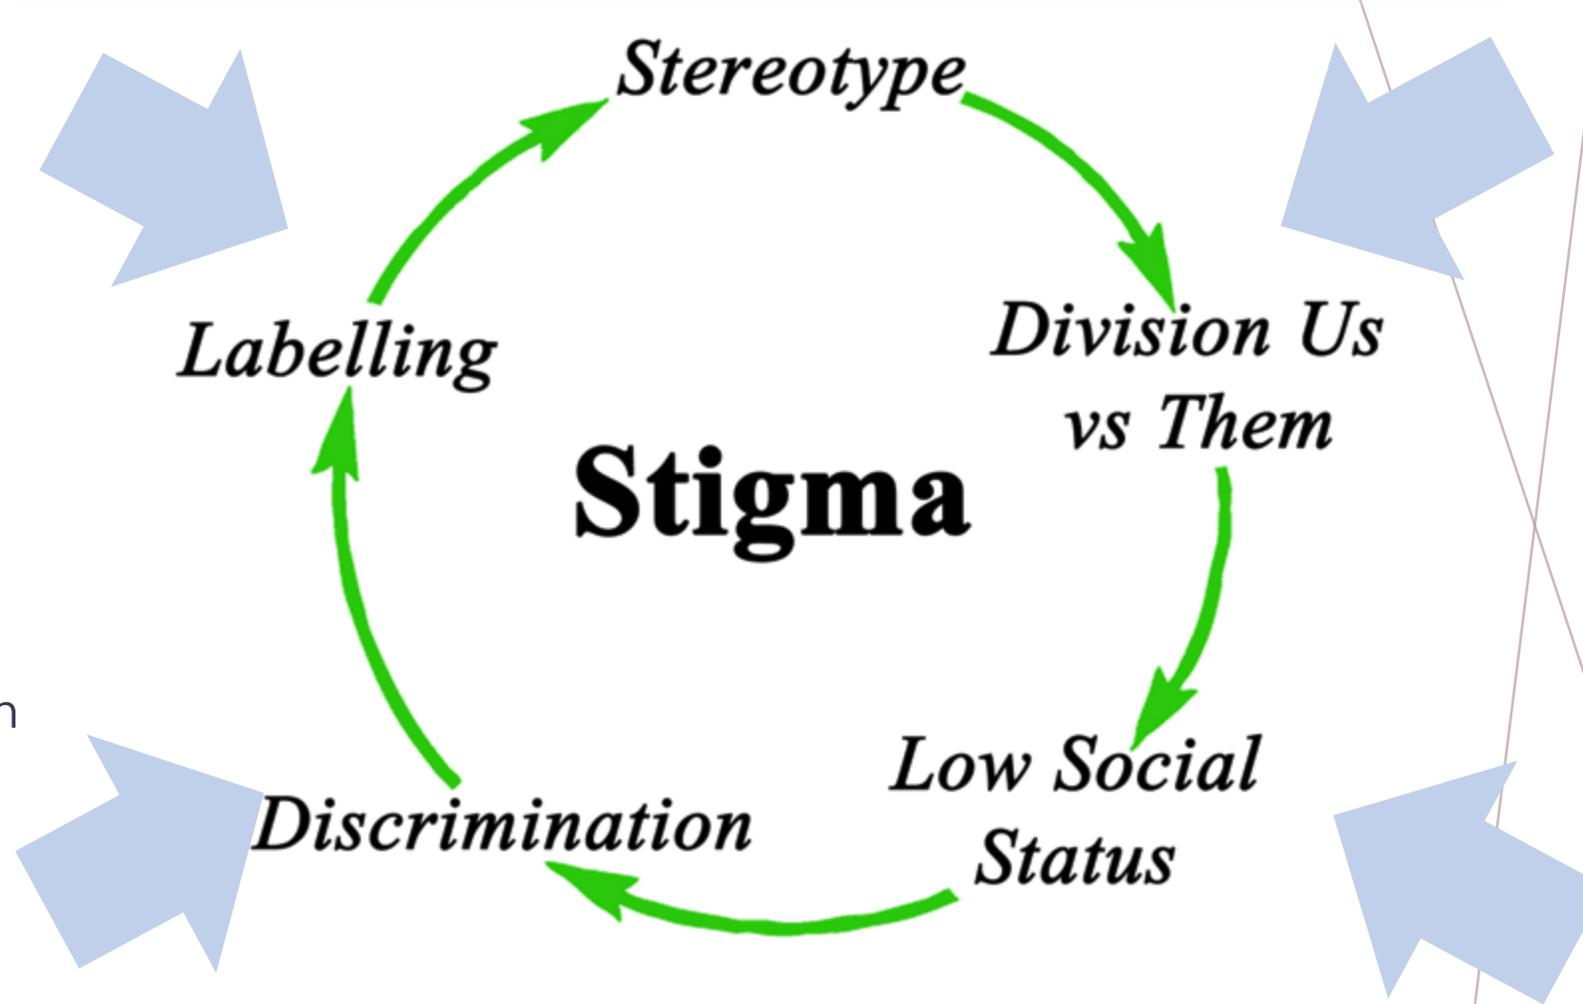 Stereotype
Labelling
Division Us
vs Them
Stigma
n
Low Social
Status
Discrimination